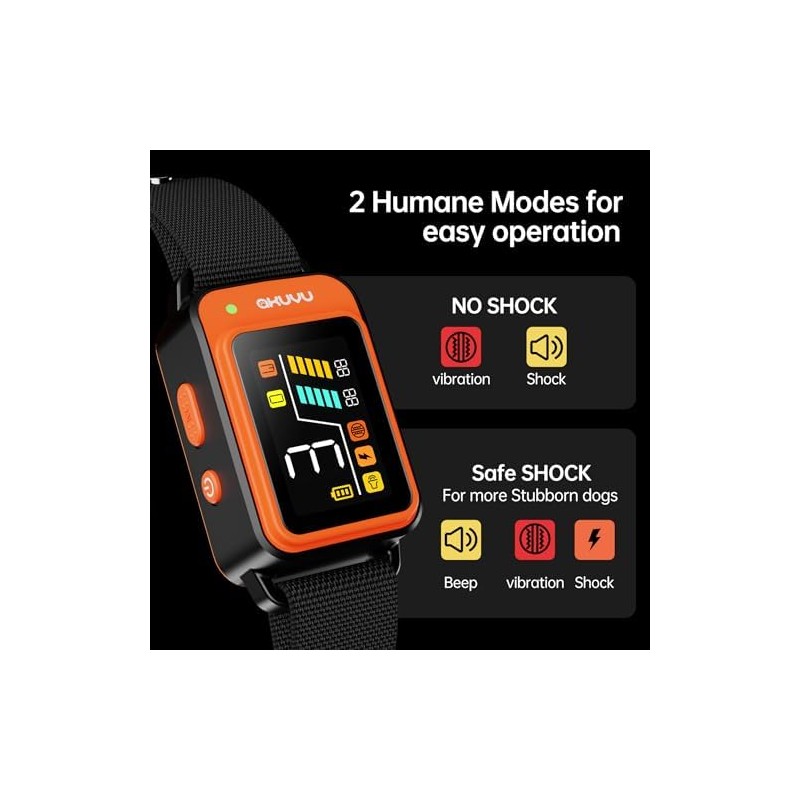 2 Humane Modes for
easy operation
AKUVU
NO SHOCK
vibration
Shock
Safe SHOCK
For more Stubborn dogs
Beep
vibration
Shock